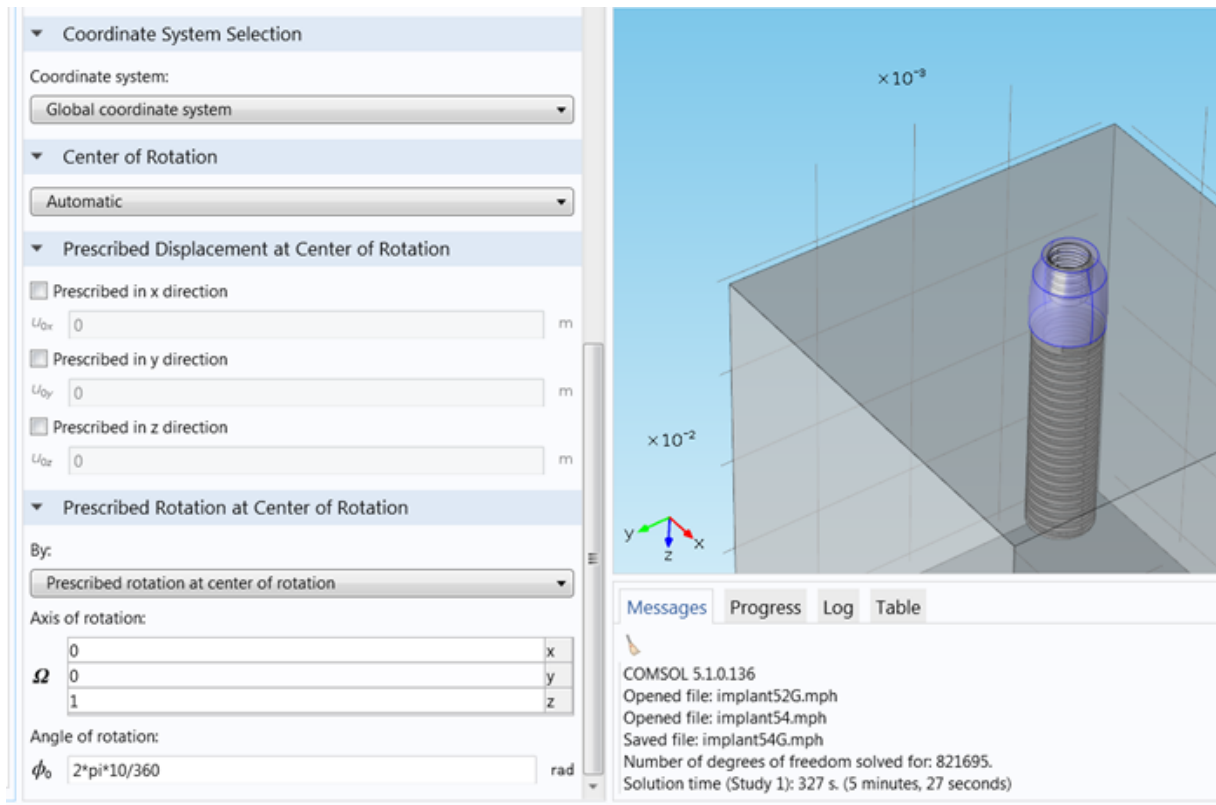 Coordinate System Selection
Coordinate system:
Global coordinate system
Center of Rotation
Automatic
Prescribed Displacement at Center of Rotation
Prescribed in x direction
u0x 0 m
Prescribed in y direction
u0y 0 m
Prescribed in z direction
u0z 0 m
Prescribed Rotation at Center of Rotation
By:
Prescribed rotation at center of rotation
Axis of rotation:
0 x
Ω 0 y
1 z
Angle of rotation:
ϕ0 2*pi*10/360 rad
×10⁻³
×10⁻²
y z x
Messages Progress Log Table
COMSOL 5.1.0.136
Opened file: implant52G.mph
Opened file: implant54.mph
Saved file: implant54G.mph
Number of degrees of freedom solved for: 821695.
Solution time (Study 1): 327 s. (5 minutes, 27 seconds)